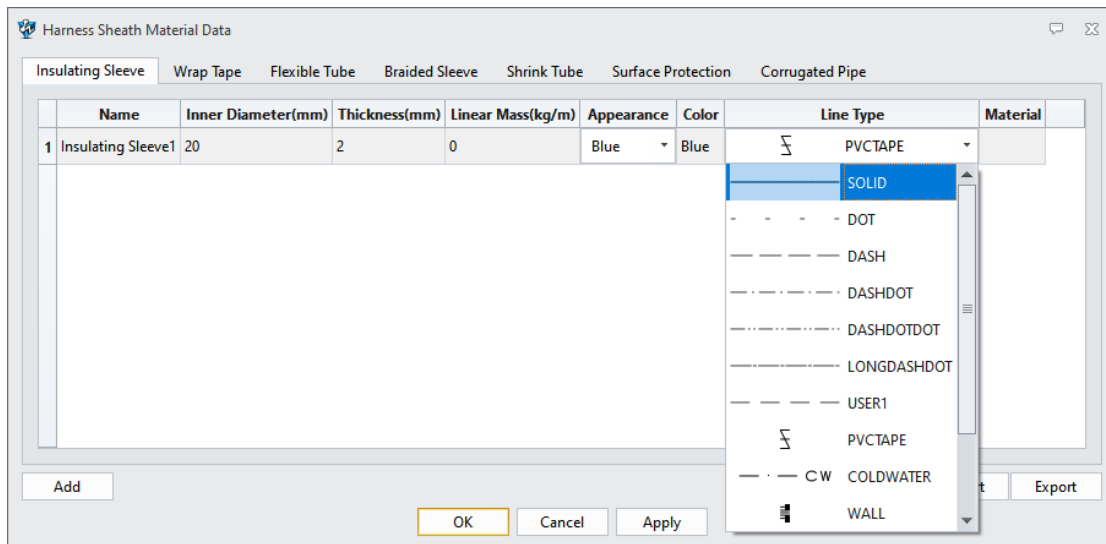 Harness Sheath Material Data
Insulating Sleeve Wrap Tape Flexible Tube Braided Sleeve Shrink Tube Surface Protection Corrugated Pipe
Name Inner Diameter(mm) Thickness(mm) Linear Mass(kg/m) Appearance Color Line Type Material
1 Insulating Sleeve1 20 2 0 Blue Blue PVCTAPE
SOLID
DOT
DASH
DASHDOT
DASHDOTDOT
LONGDASHDOT
USER1
PVCTAPE
CW COLDWATER
WALL
Add Export
OK Cancel Apply